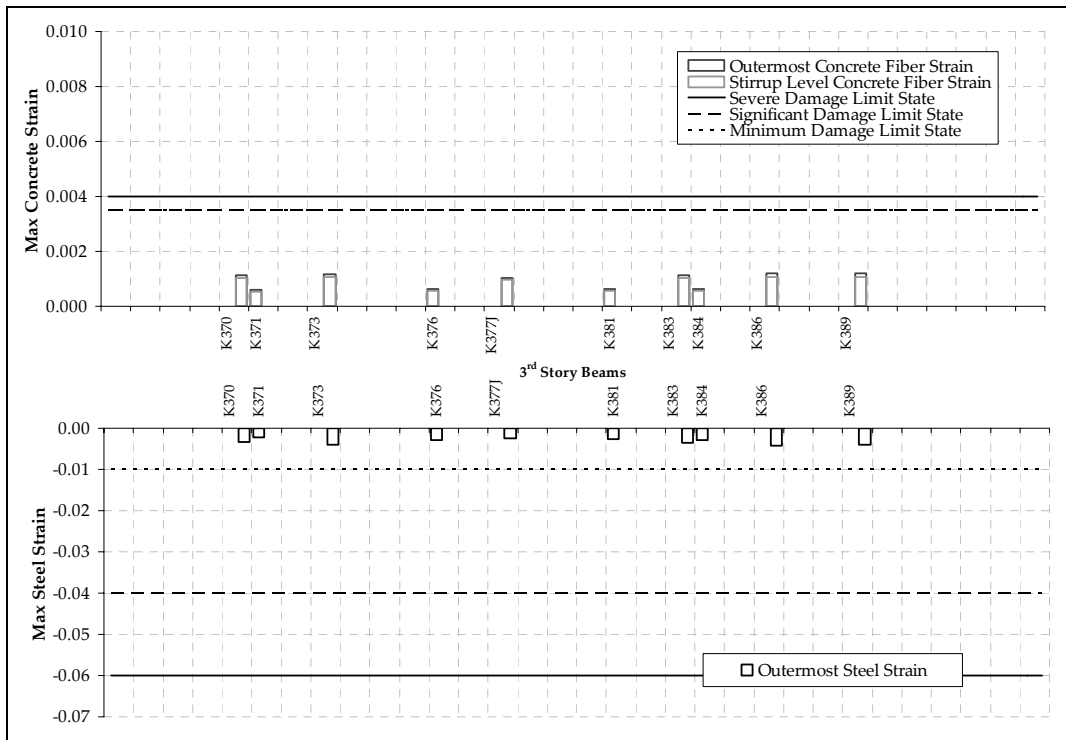 0.010
0.008
0.006
0.004
0.002
0.000
Max Concrete Strain
Outermost Concrete Fiber Strain
Stirrup Level Concrete Fiber Strain
Severe Damage Limit State
Significant Damage Limit State
Minimum Damage Limit State
K370
K371
K373
K376
K377J
K381
K383
K384
K386
K389
3rd Story Beams
K370
K371
K373
K376
K377J
K381
K383
K384
K386
K389
0.00
-0.01
-0.02
-0.03
-0.04
-0.05
-0.06
-0.07
Max Steel Strain
Outermost Steel Strain